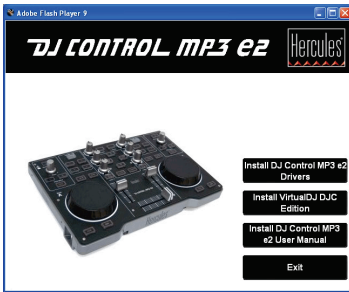 Adobe Flash Player 9
DJ CONTROL MP3 e2
Hercules
Install DJ Control MP3 e2
Drivers
Install VirtualDJ DJC
Edition
Install DJ Control MP3
e2 User Manual
Exit